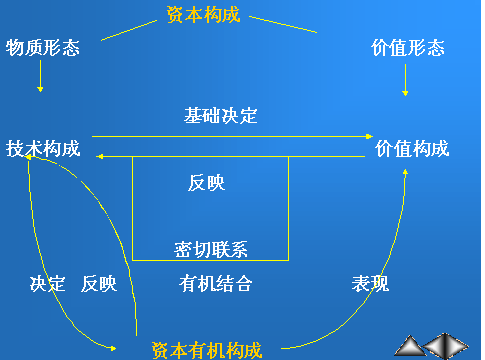 资本构成
物质形态
价值形态
基础决定
技术构成
价值构成
反映
密切联系
决定
反映
有机结合
表现
资本有机构成